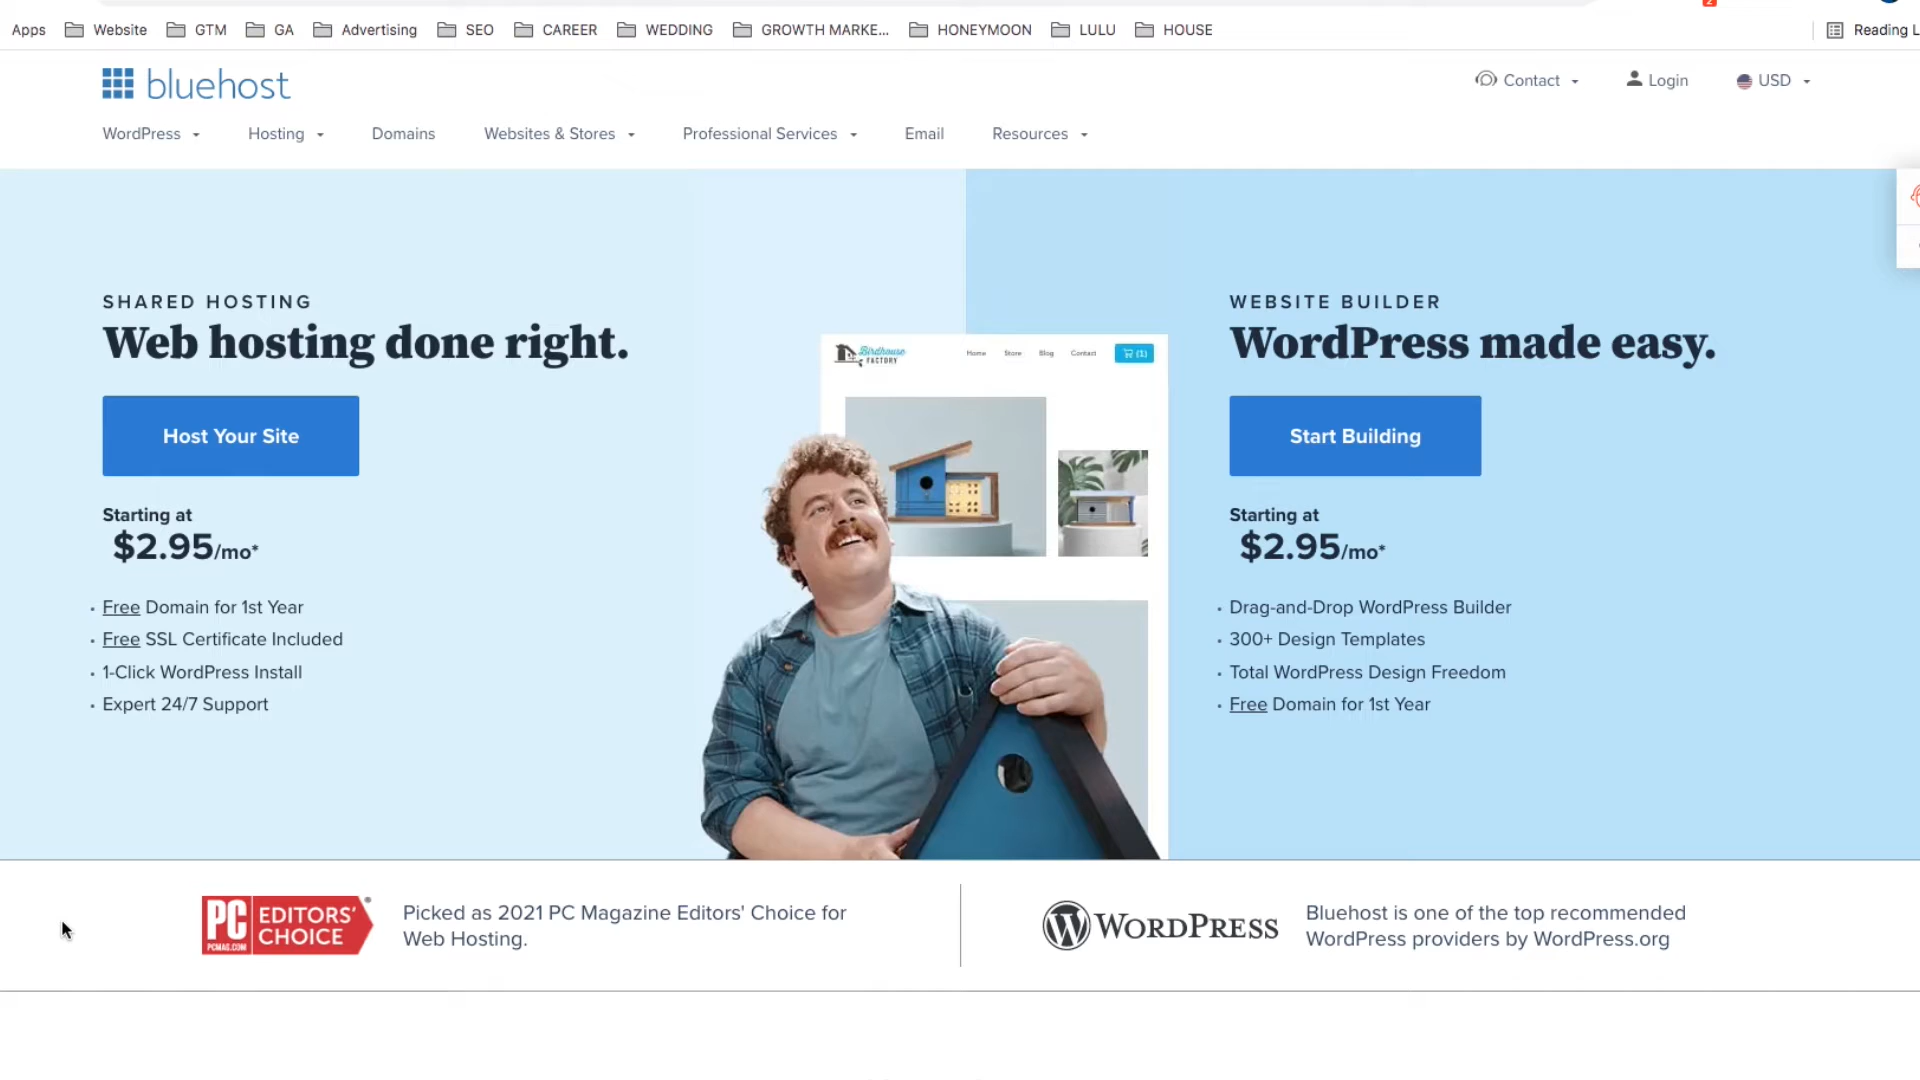 Apps Website GTM GA Advertising SEO CAREER WEDDING GROWTH MARKE... HONEYMOON LULU HOUSE Reading L
bluehost
Contact Login USD
WordPress Hosting Domains Websites & Stores Professional Services Email Resources
SHARED HOSTING
Web hosting done right.
Host Your Site
Starting at
$2.95/mo*
· Free Domain for 1st Year
· Free SSL Certificate Included
· 1-Click WordPress Install
· Expert 24/7 Support
Birdhouse
FACTORY
Home Store Blog Contact (1)
WEBSITE BUILDER
WordPress made easy.
Start Building
Starting at
$2.95/mo*
· Drag-and-Drop WordPress Builder
· 300+ Design Templates
· Total WordPress Design Freedom
· Free Domain for 1st Year
PC
PCMAG.COM
EDITORS'
CHOICE
Picked as 2021 PC Magazine Editors' Choice for
Web Hosting.
WORDPRESS
Bluehost is one of the top recommended
WordPress providers by WordPress.org